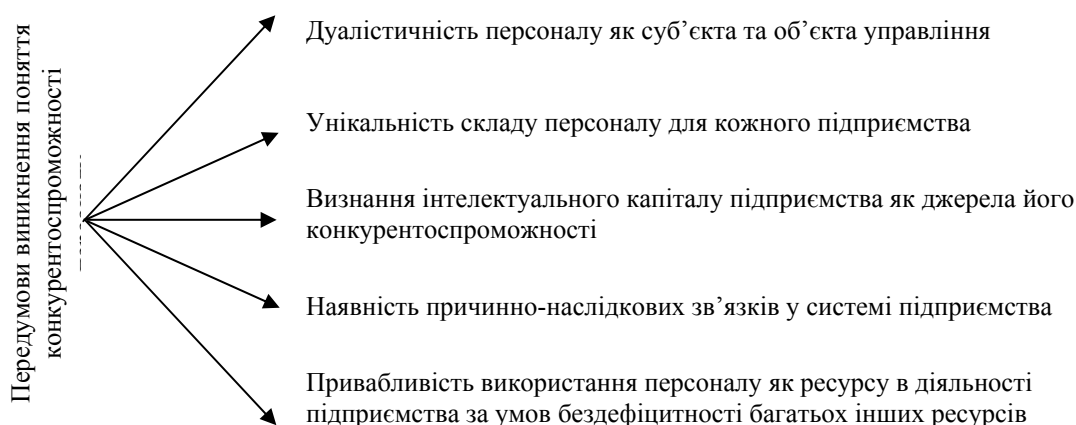 Передумови виникнення поняття
конкурентоспроможності
Дуалістичність персоналу як суб’єкта та об’єкта управління
Унікальність складу персоналу для кожного підприємства
Визнання інтелектуального капіталу підприємства як джерела його
конкурентоспроможності
Наявність причинно-наслідкових зв’язків у системі підприємства
Привабливість використання персоналу як ресурсу в діяльності
підприємства за умов бездефіцитності багатьох інших ресурсів